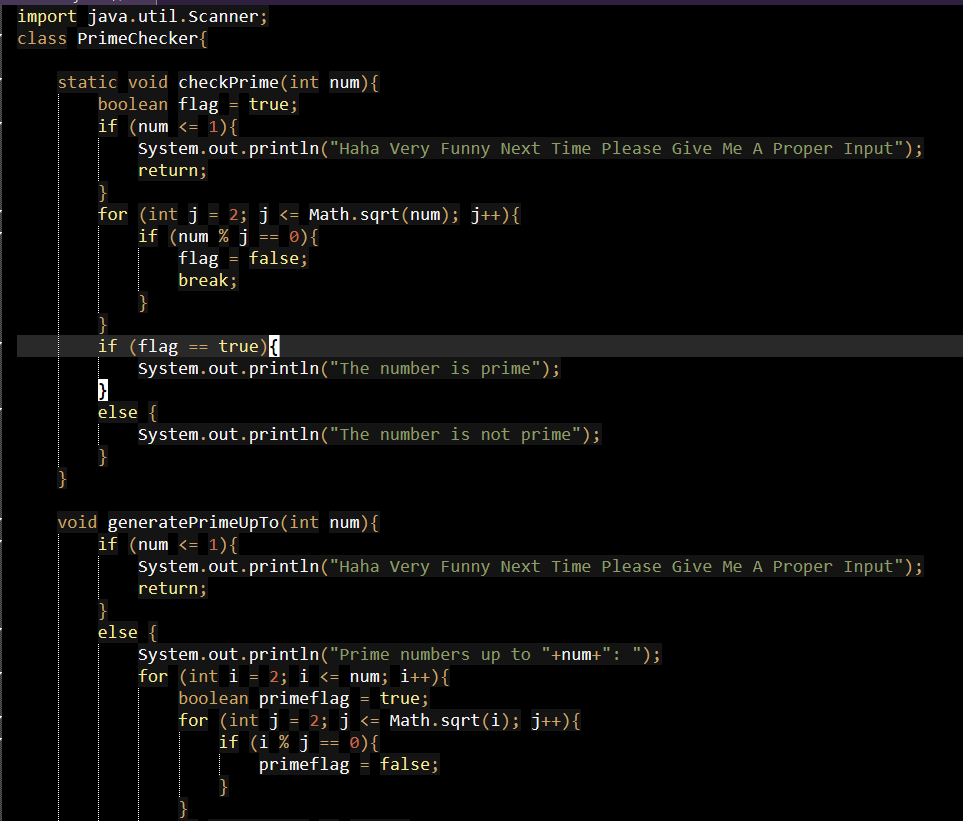 import java.util.Scanner;
class PrimeChecker{
static void checkPrime(int num){
boolean flag = true;
if (num <= 1){
System.out.println("Haha Very Funny Next Time Please Give Me A Proper Input");
return;
}
for (int j = 2; j <= Math.sqrt(num); j++){
if (num % j == 0){
flag = false;
break;
}
}
if (flag == true){
System.out.println("The number is prime");
}
else {
System.out.println("The number is not prime");
}
}
void generatePrimeUpTo(int num){
if (num <= 1){
System.out.println("Haha Very Funny Next Time Please Give Me A Proper Input");
return;
}
else {
System.out.println("Prime numbers up to "+num+": ");
for (int i = 2; i <= num; i++){
boolean primeflag = true;
for (int j = 2; j <= Math.sqrt(i); j++){
if (i % j == 0){
primeflag = false;
}
}